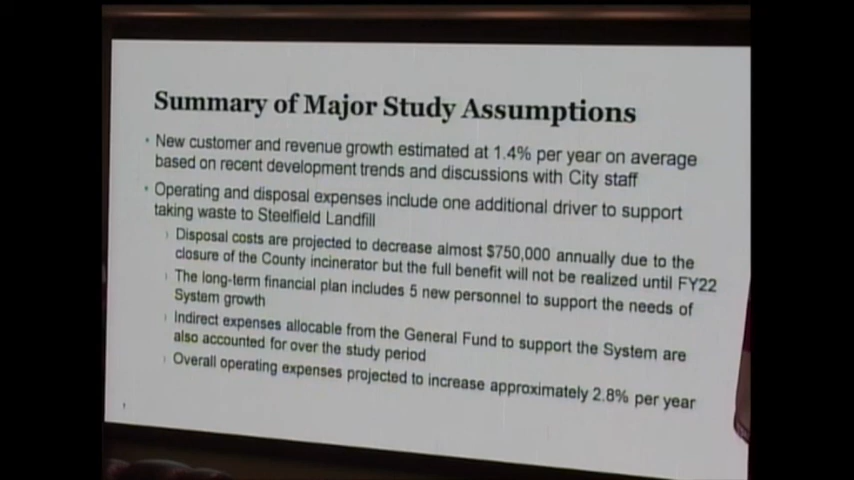 Summary of Major Study Assumptions
• New customer and revenue growth estimated at 1.4% per year on average
based on recent development trends and discussions with City staff
• Operating and disposal expenses include one additional driver to support
taking waste to Steelfield Landfill
› Disposal costs are projected to decrease almost $750,000 annually due to the
closure of the County incinerator but the full benefit will not be realized until FY22
› The long-term financial plan includes 5 new personnel to support the needs of
System growth
› Indirect expenses allocable from the General Fund to support the System are
also accounted for over the study period
› Overall operating expenses projected to increase approximately 2.8% per year